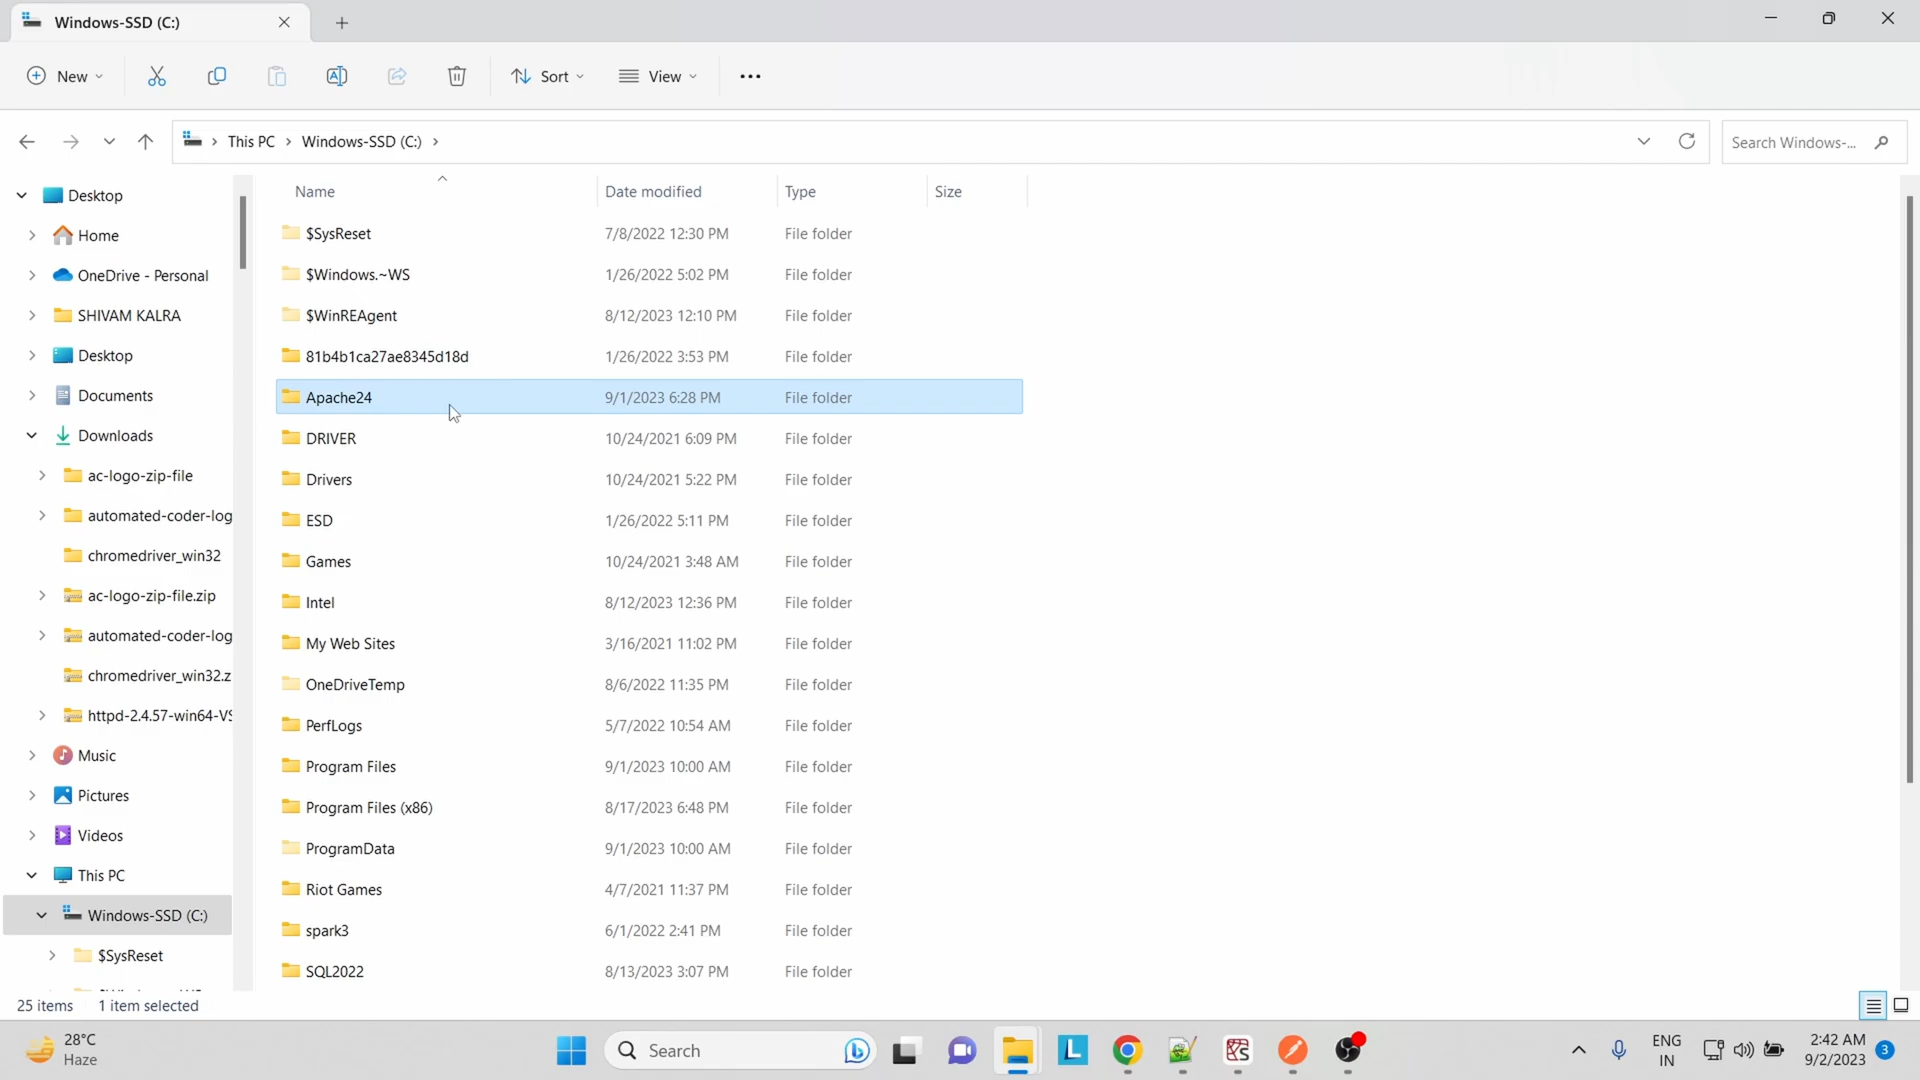 Windows-SSD (C:)
New
Sort
View
This PC
Windows-SSD (C:)
Search Windows-...
Desktop
Home
OneDrive - Personal
SHIVAM KALRA
Desktop
Documents
Downloads
ac-logo-zip-file
automated-coder-log
chromedriver_win32
ac-logo-zip-file.zip
automated-coder-log
chromedriver_win32.z
httpd-2.4.57-win64-VS
Music
Pictures
Videos
This PC
Windows-SSD (C:)
$SysReset
Name Date modified Type Size
$SysReset 7/8/2022 12:30 PM File folder
$Windows.~WS 1/26/2022 5:02 PM File folder
$WinREAgent 8/12/2023 12:10 PM File folder
81b4b1ca27ae8345d18d 1/26/2022 3:53 PM File folder
Apache24 9/1/2023 6:28 PM File folder
DRIVER 10/24/2021 6:09 PM File folder
Drivers 10/24/2021 5:22 PM File folder
ESD 1/26/2022 5:11 PM File folder
Games 10/24/2021 3:48 AM File folder
Intel 8/12/2023 12:36 PM File folder
My Web Sites 3/16/2021 11:02 PM File folder
OneDriveTemp 8/6/2022 11:35 PM File folder
PerfLogs 5/7/2022 10:54 AM File folder
Program Files 9/1/2023 10:00 AM File folder
Program Files (x86) 8/17/2023 6:48 PM File folder
ProgramData 9/1/2023 10:00 AM File folder
Riot Games 4/7/2021 11:37 PM File folder
spark3 6/1/2022 2:41 PM File folder
SQL2022 8/13/2023 3:07 PM File folder
25 items 1 item selected
28°C
Haze
Search
L
ENG
IN
2:42 AM
9/2/2023
3